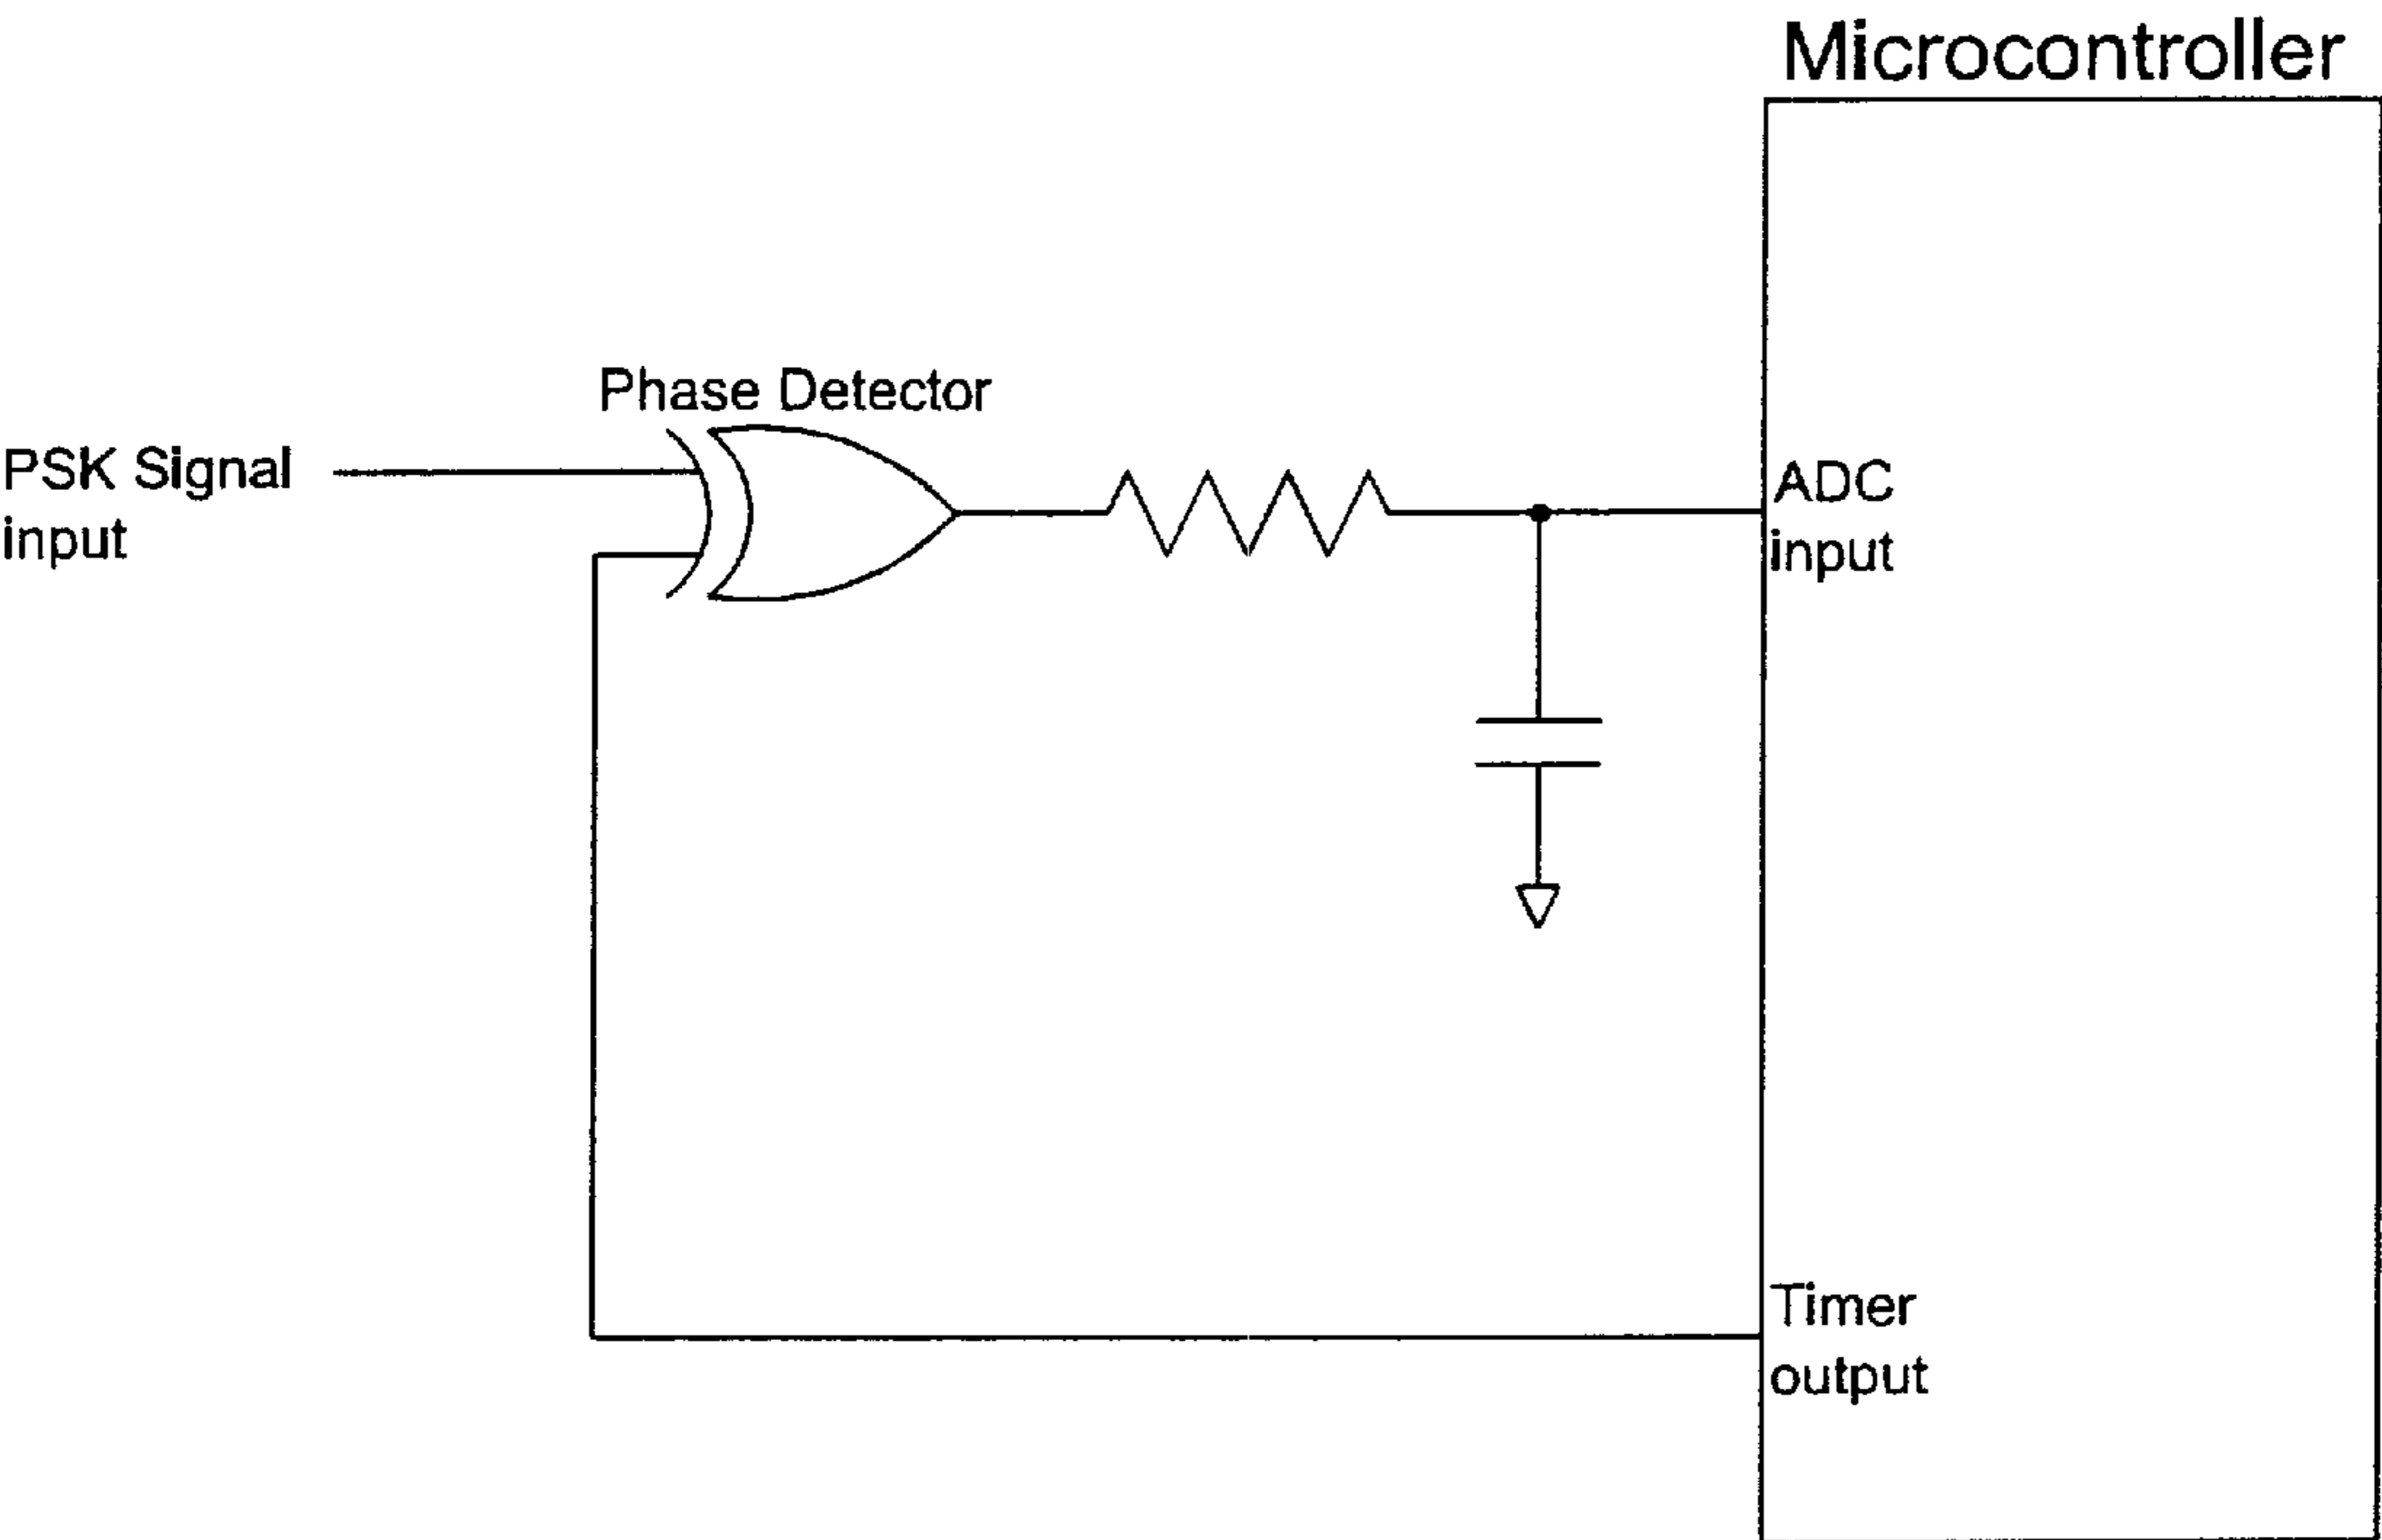 Microcontroller
Phase Detector
PSK Signal
input
ADC
input
Timer
output